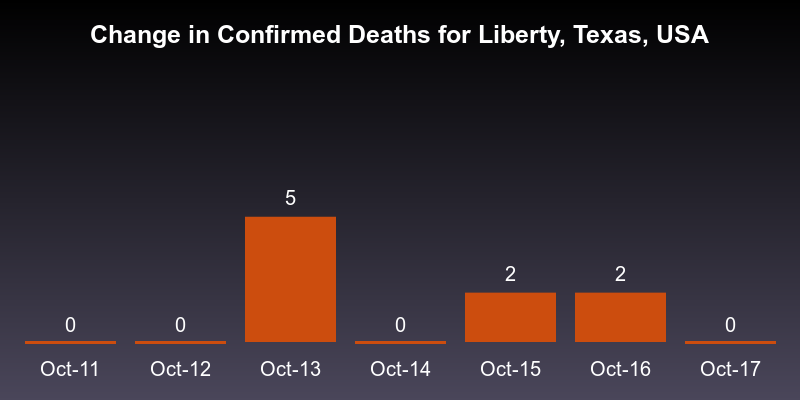 Change in Confirmed Deaths for Liberty, Texas, USA
5
2 2
0 0 0 0
Oct-11 Oct-12 Oct-13 Oct-14 Oct-15 Oct-16 Oct-17